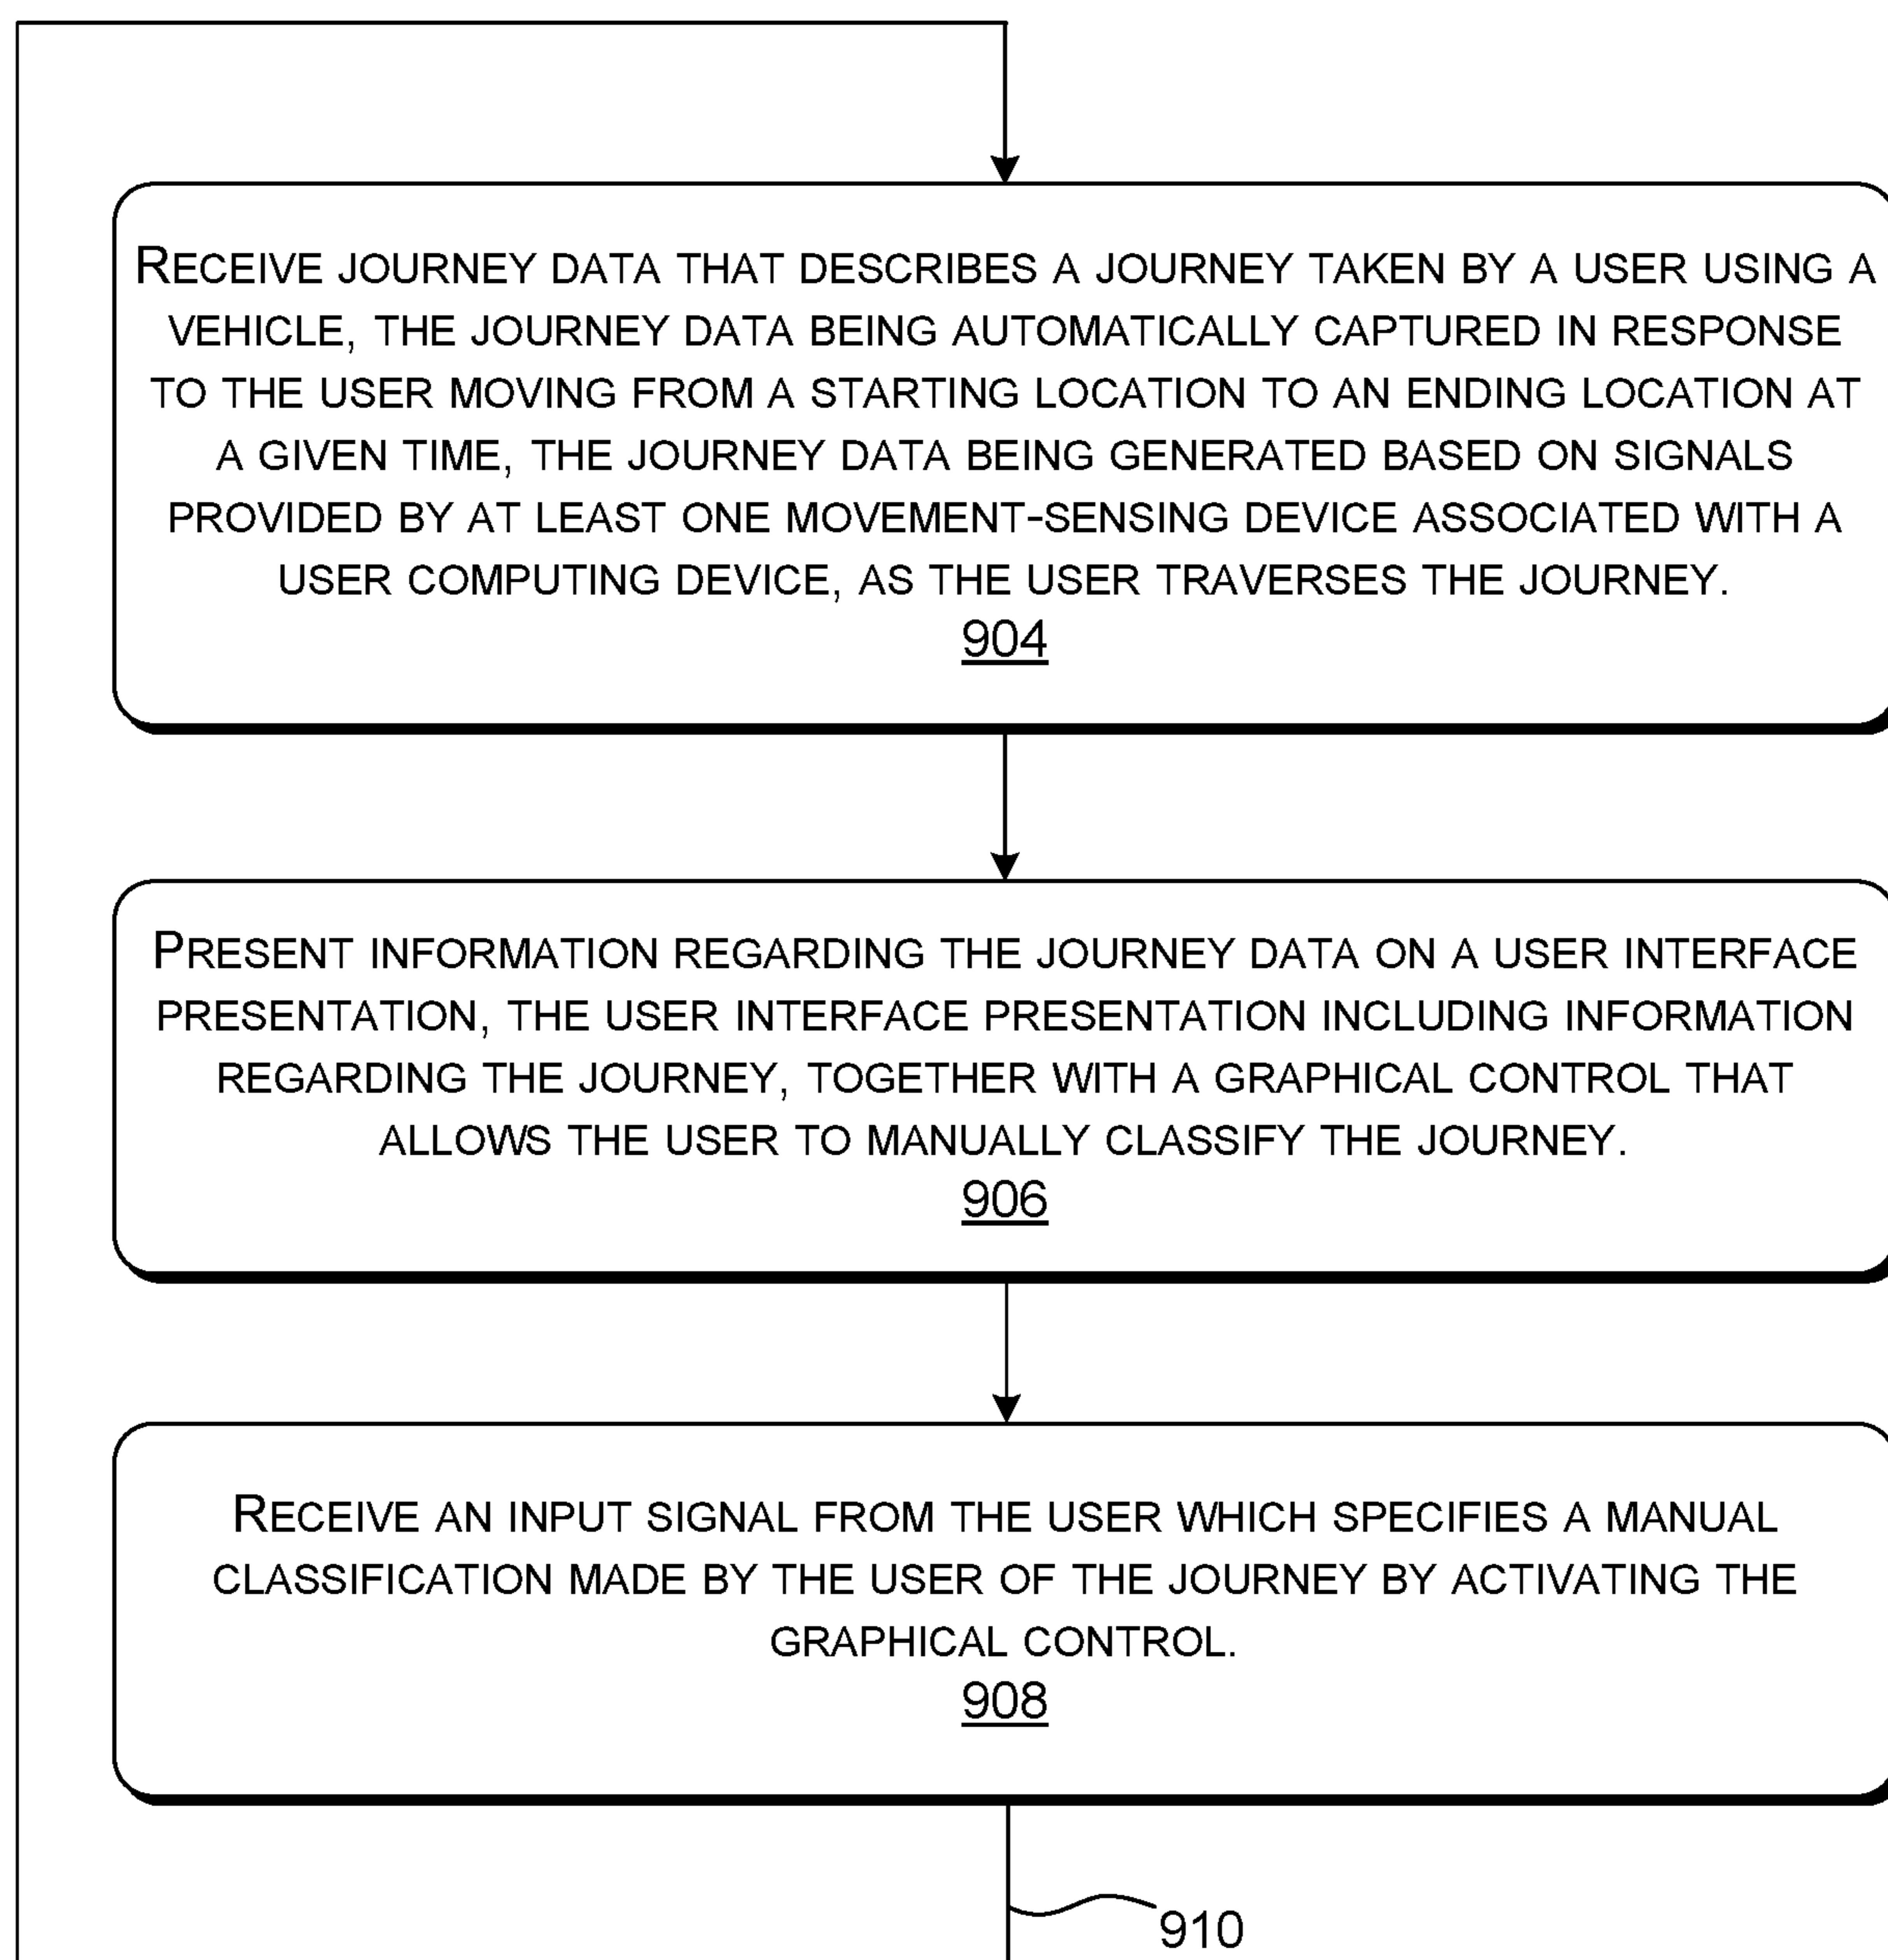 RECEIVE JOURNEY DATA THAT DESCRIBES A JOURNEY TAKEN BY A USER USING A
VEHICLE, THE JOURNEY DATA BEING AUTOMATICALLY CAPTURED IN RESPONSE
TO THE USER MOVING FROM A STARTING LOCATION TO AN ENDING LOCATION AT
A GIVEN TIME, THE JOURNEY DATA BEING GENERATED BASED ON SIGNALS
PROVIDED BY AT LEAST ONE MOVEMENT-SENSING DEVICE ASSOCIATED WITH A
USER COMPUTING DEVICE, AS THE USER TRAVERSES THE JOURNEY.
904
PRESENT INFORMATION REGARDING THE JOURNEY DATA ON A USER INTERFACE
PRESENTATION, THE USER INTERFACE PRESENTATION INCLUDING INFORMATION
REGARDING THE JOURNEY, TOGETHER WITH A GRAPHICAL CONTROL THAT
ALLOWS THE USER TO MANUALLY CLASSIFY THE JOURNEY.
906
RECEIVE AN INPUT SIGNAL FROM THE USER WHICH SPECIFIES A MANUAL
CLASSIFICATION MADE BY THE USER OF THE JOURNEY BY ACTIVATING THE
GRAPHICAL CONTROL.
908
910